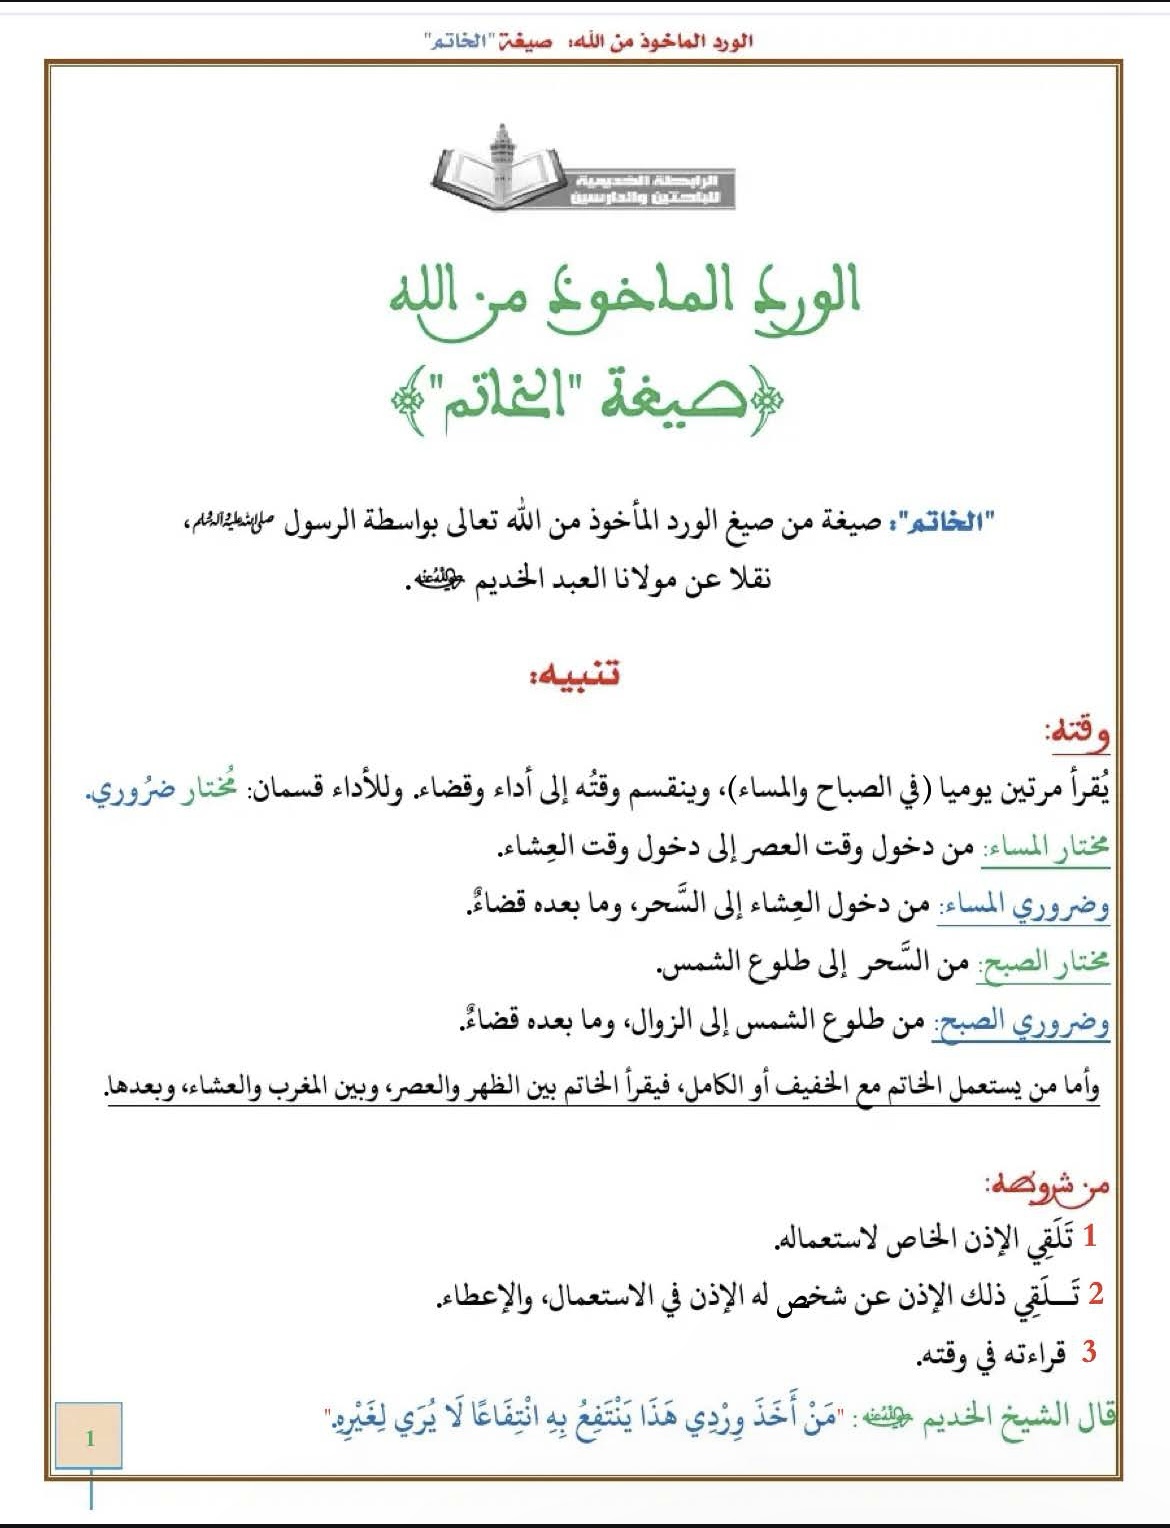 الورد الماخوذ من الله: صيغة "الخاتم"
الرابطة الخديمية
للباحثين والدارسين
الورد الماخوذ من الله
﴿صيغة "الخاتم"﴾
"الخاتم": صيغة من صيغ الورد المأخوذ من الله تعالى بواسطة الرسول صلى الله عليه وآله وسلم،
نقلا عن مولانا العبد الخديم رضي الله عنه.
تنبيه:
وقته:
يُقرأ مرتين يوميا (في الصباح والمساء)، وينقسم وقتُه إلى أداء وقضاء. وللأداء قسمان: مُختار ضرُوري.
مختار المساء: من دخول وقت العصر إلى دخول وقت العِشاء.
وضروري المساء: من دخول العِشاء إلى السَّحر، وما بعده قضاءٌ.
مختار الصبح: من السَّحر إلى طلوع الشمس.
وضروري الصبح: من طلوع الشمس إلى الزوال، وما بعده قضاءٌ.
وأما من يستعمل الخاتم مع الخفيف أو الكامل، فيقرأ الخاتم بين الظهر والعصر، وبين المغرب والعشاء، وبعدها.
من شروطه:
1 تَلَقِي الإذن الخاص لاستعماله.
2 تَـــلَقِي ذلك الإذن عن شخص له الإذن في الاستعمال، والإعطاء.
3 قراءته في وقته.
قال الشيخ الخديم رضي الله عنه: "مَنْ أَخَذَ وِرْدِي هَذَا يَنْتَفِعُ بِهِ انْتِفَاعًا لَا يُرَي لِغَيْرِهِ."
1